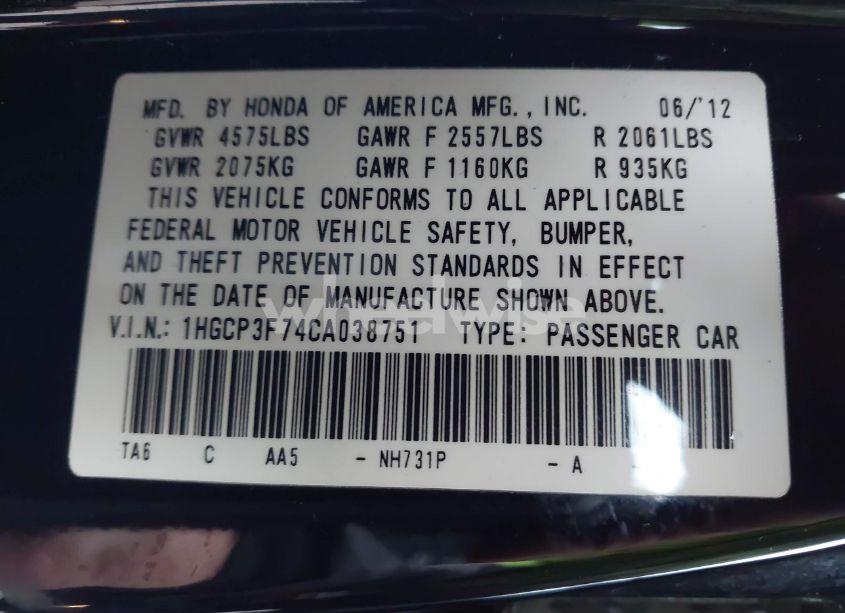 MFD. BY HONDA OF AMERICA MFG., INC. 06/'12
GVWR 4575LBS GAWR F 2557LBS R 2061LBS
GVWR 2075KG GAWR F 1160KG R 935KG
THIS VEHICLE CONFORMS TO ALL APPLICABLE
FEDERAL MOTOR VEHICLE SAFETY, BUMPER,
AND THEFT PREVENTION STANDARDS IN EFFECT
ON THE DATE OF MANUFACTURE SHOWN ABOVE.
wheelwise
V.I.N.: 1HGCP3F74CA038751 TYPE: PASSENGER CAR
TA6 C AA5 - NH731P - A